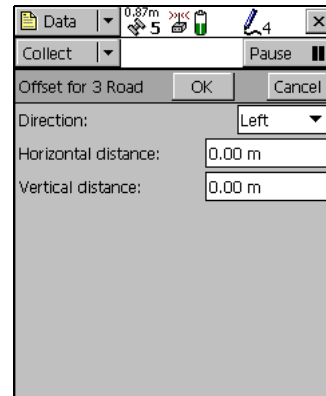 Data 0.87m 5 4
Collect Pause
Offset for 3 Road OK Cancel
Direction: Left
Horizontal distance: 0.00 m
Vertical distance: 0.00 m